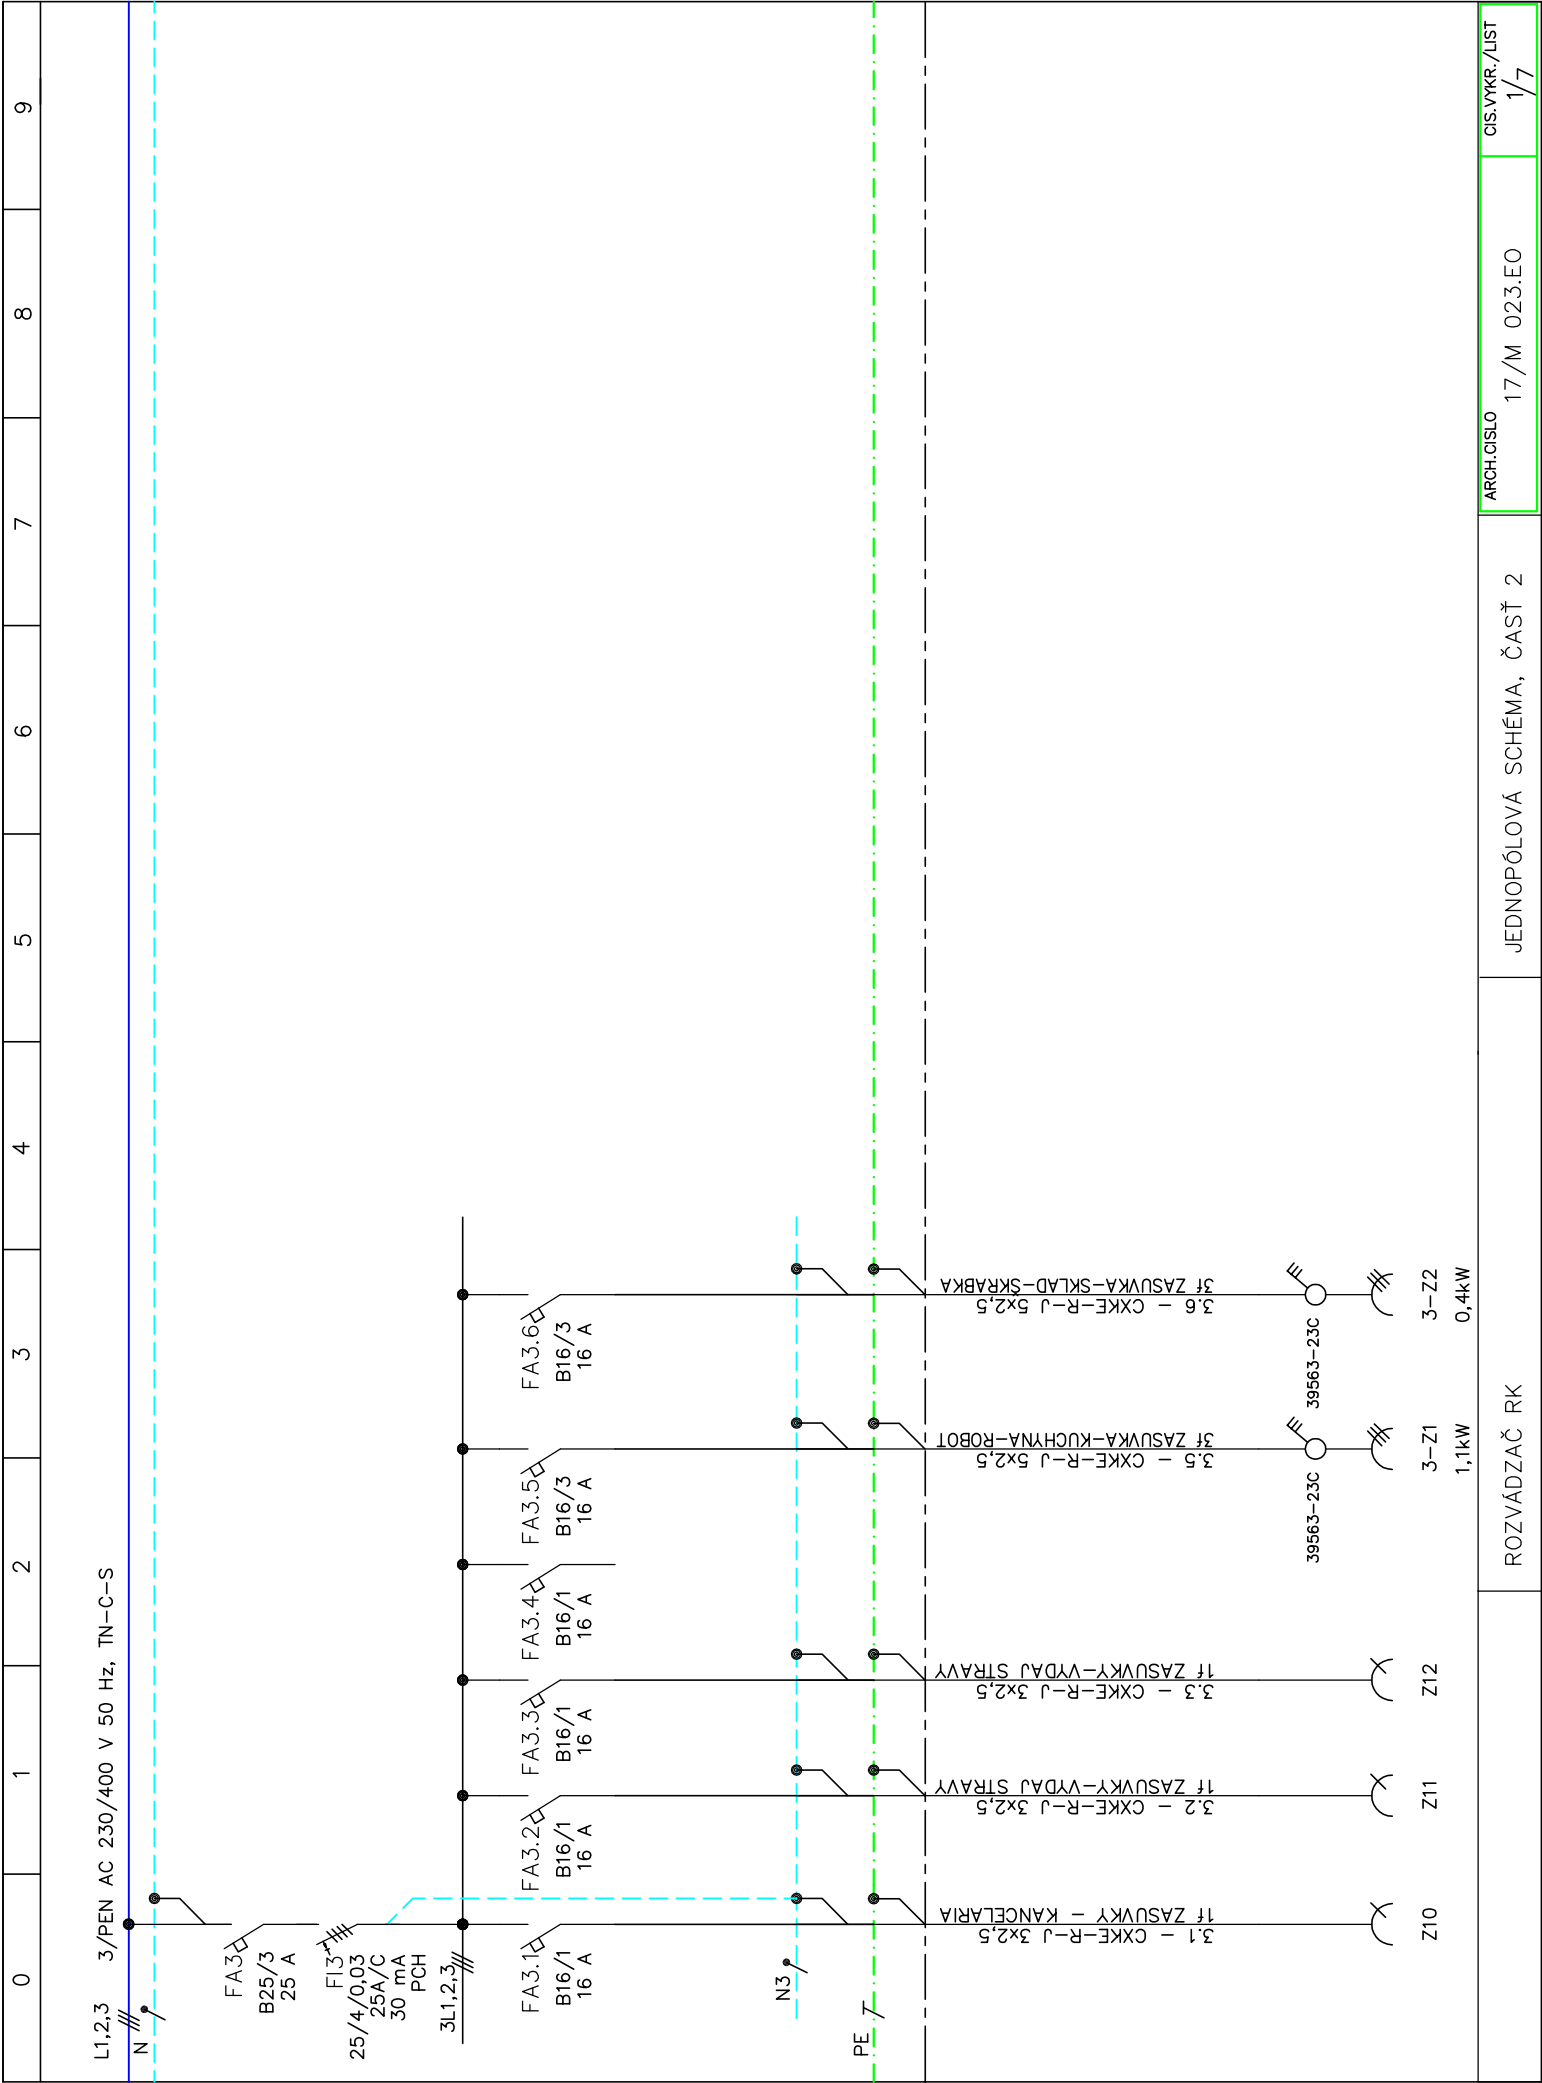 0 1 2 3 4 5 6 7 8 9
3/PEN AC 230/400 V 50 Hz, TN-C-S
L1,2,3
N
FA3
B25/3
25 A
FI3
25/4/0,03
25A/C
30 mA
PCH
3L1,2,3
FA3.1
B16/1
16 A
FA3.2
B16/1
16 A
FA3.3
B16/1
16 A
FA3.4
B16/1
16 A
FA3.5
B16/3
16 A
FA3.6
B16/3
16 A
N3
PE
3.1 - CXKE-R-J 3x2,5
1f ZASUVKY - KANCELARIA
3.2 - CXKE-R-J 3x2,5
1f ZASUVKY-VYDAJ STRAVY
3.3 - CXKE-R-J 3x2,5
1f ZASUVKY-VYDAJ STRAVY
3.5 - CXKE-R-J 5x2,5
3f ZASUVKA-KUCHYNA-ROBOT
3.6 - CXKE-R-J 5x2,5
3f ZASUVKA-SKLAD-ŠKRABKA
39563-23C
39563-23C
Z10
Z11
Z12
3-Z1
1,1kW
3-Z2
0,4kW
ROZVÁDZAČ RK
JEDNOPÓLOVÁ SCHÉMA, ČASŤ 2
ARCH.CISLO
17/M 023.EO
CIS.VYKR./LIST
1/7